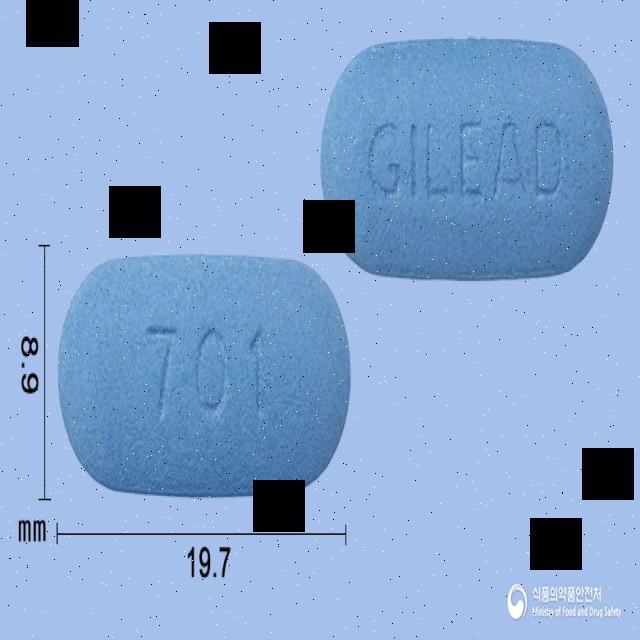 GILEAD
701
8.9
mm
19.7
식품의약품안전처
Ministry of Food and Drug Safety